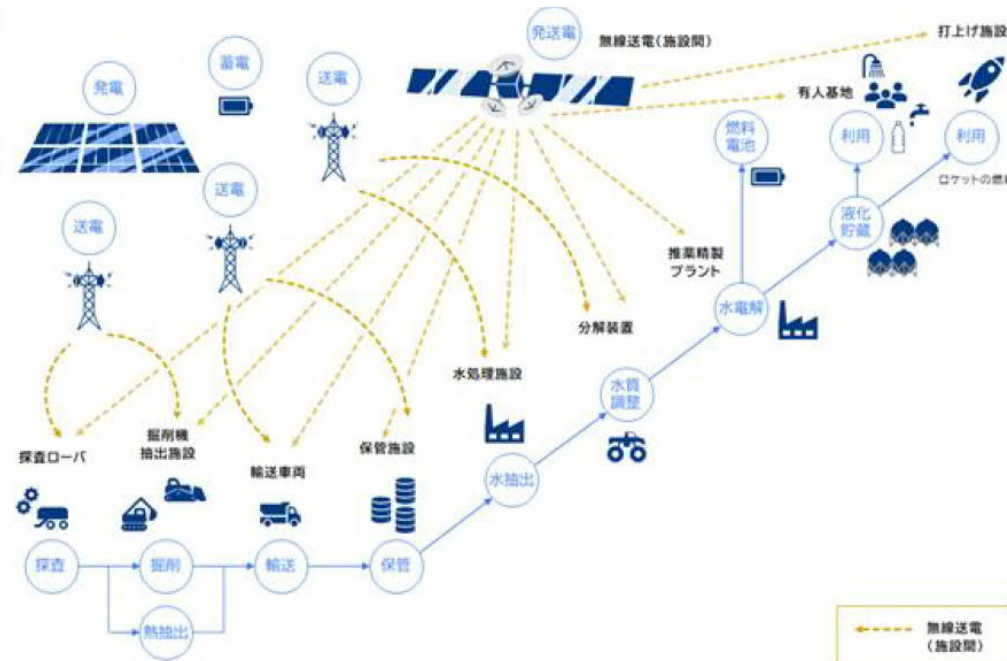 発送電
無線送電(施設間)
打上げ施設
蓄電
送電
発電
有人基地
燃料
電池
利用
利用
ロケットの燃料
送電
送電
液化
貯蔵
推薬精製
プラント
水電解
分解装置
水処理施設
水質
調整
掘削機
抽出施設
保管施設
探査ローバ
輸送車両
水抽出
探査
掘削
輸送
保管
熱抽出
無線送電
(施設間)